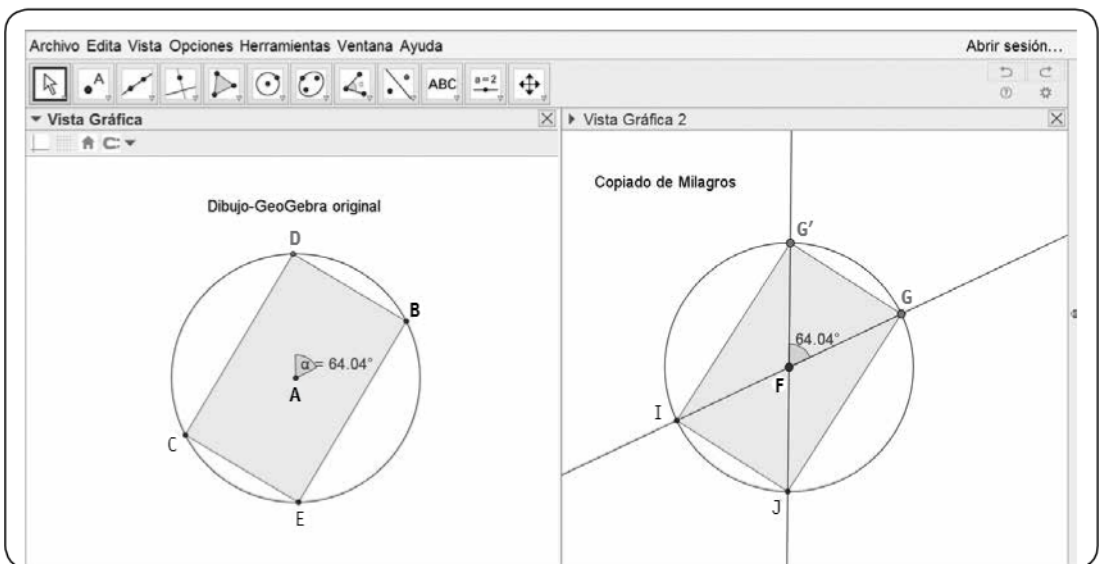 Archivo Edita Vista Opciones Herramientas Ventana Ayuda
Abrir sesión...
A
ABC
a=2
Vista Gráfica
Vista Gráfica 2
Dibujo-GeoGebra original
D
B
α = 64.04°
A
C
E
Copiado de Milagros
G'
G
64.04°
F
I
J